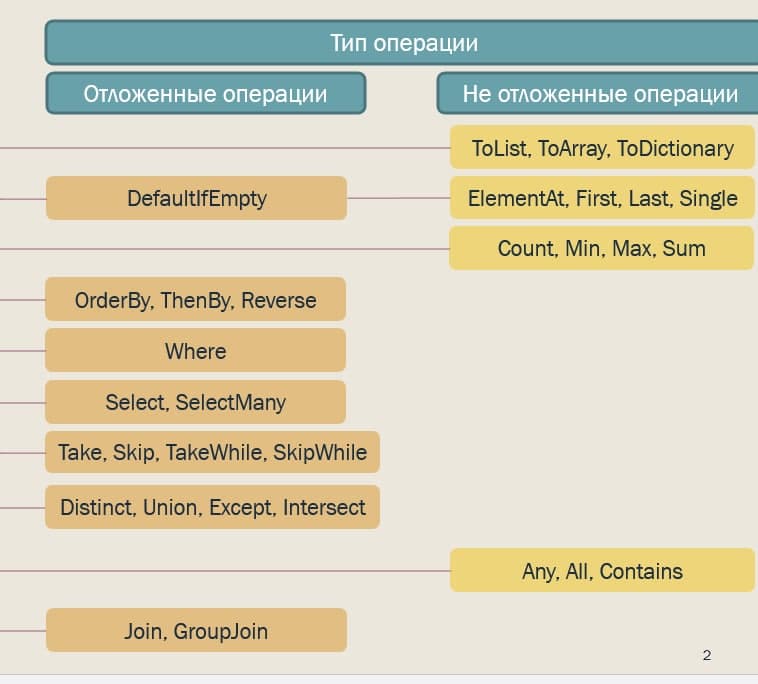 Тип операции
Отложенные операции
Не отложенные операции
ToList, ToArray, ToDictionary
DefaultIfEmpty
ElementAt, First, Last, Single
Count, Min, Max, Sum
OrderBy, ThenBy, Reverse
Where
Select, SelectMany
Take, Skip, TakeWhile, SkipWhile
Distinct, Union, Except, Intersect
Any, All, Contains
Join, GroupJoin
2